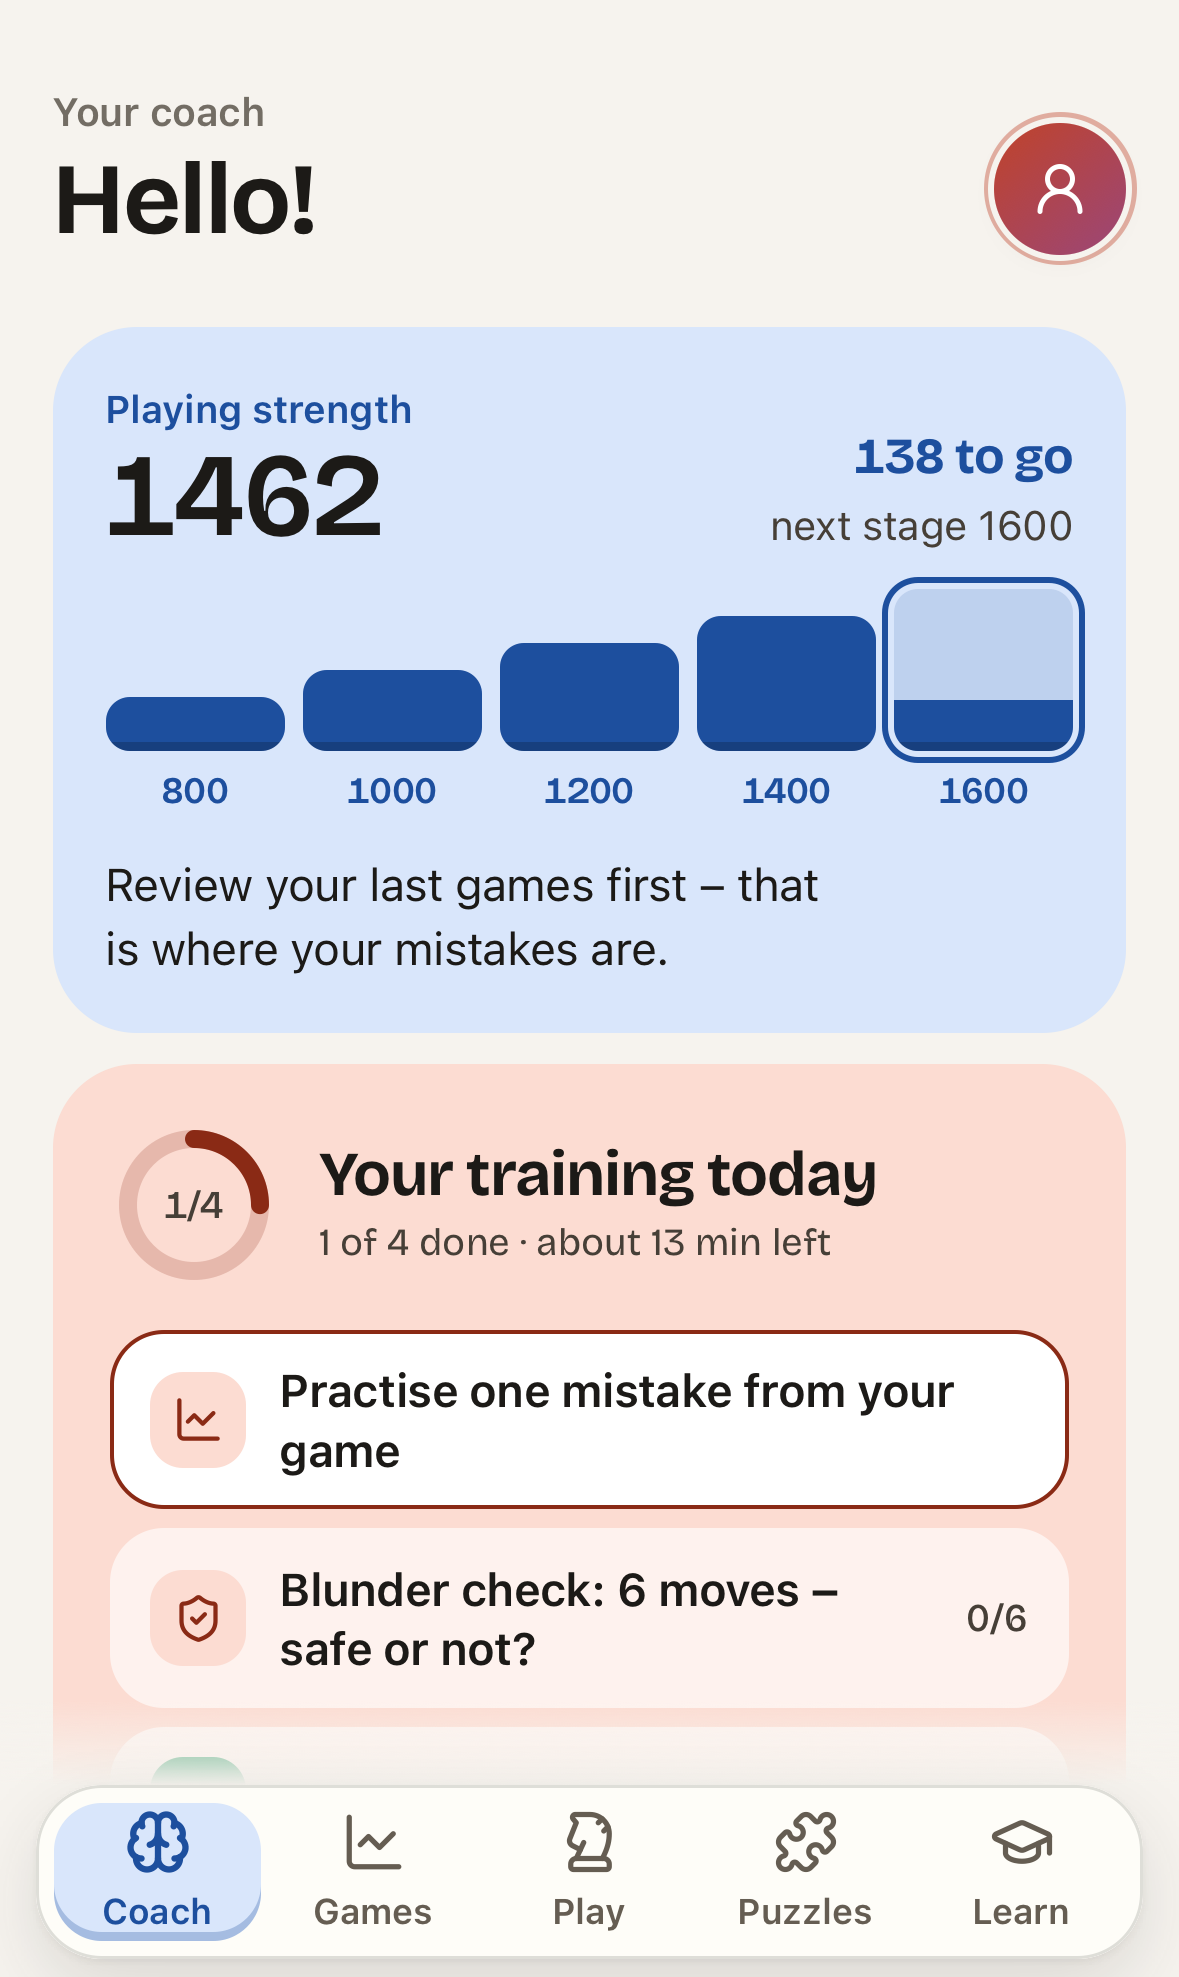 Your coach
Hello!
Playing strength
1462
138 to go
next stage 1600
800
1000
1200
1400
1600
Review your last games first – that
is where your mistakes are.
1/4
Your training today
1 of 4 done · about 13 min left
Practise one mistake from your
game
Blunder check: 6 moves –
safe or not?
0/6
Coach
Games
Play
Puzzles
Learn